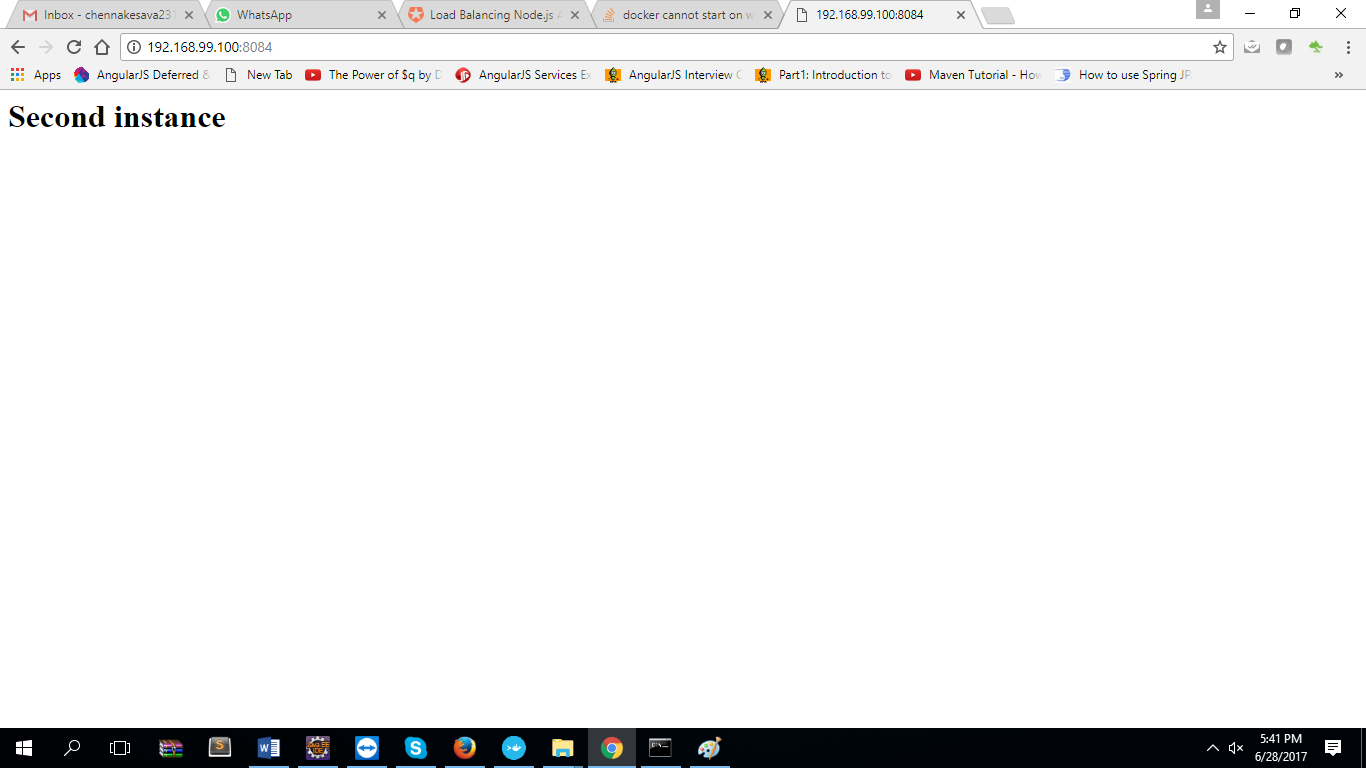 Inbox - chennakesava231
WhatsApp
Load Balancing Node.js A
docker cannot start on w
192.168.99.100:8084
192.168.99.100:8084
Apps
AngularJS Deferred &
New Tab
The Power of $q by D
AngularJS Services Ex
AngularJS Interview Q
Part1: Introduction to
Maven Tutorial - How
How to use Spring JP
Second instance
5:41 PM
6/28/2017